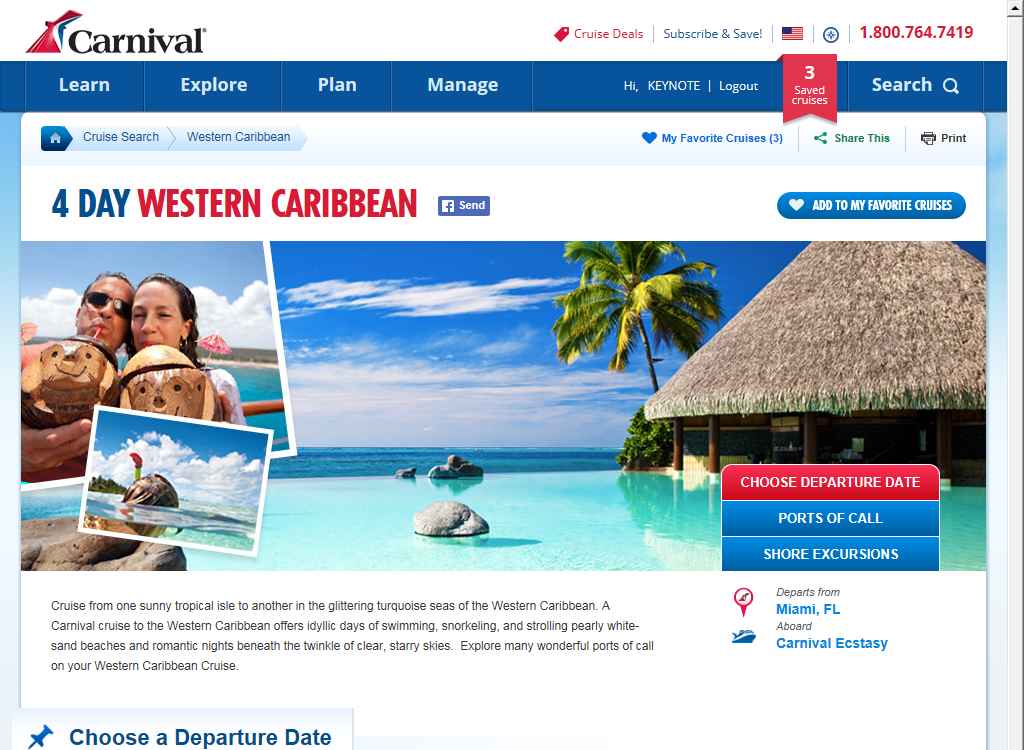 Carnival
Cruise Deals
Subscribe & Save!
1.800.764.7419
Learn
Explore
Plan
Manage
Hi, KEYNOTE | Logout
3
Saved
cruises
Search
Cruise Search
Western Caribbean
My Favorite Cruises (3)
Share This
Print
4 DAY WESTERN CARIBBEAN
Send
ADD TO MY FAVORITE CRUISES
CHOOSE DEPARTURE DATE
PORTS OF CALL
SHORE EXCURSIONS
Cruise from one sunny tropical isle to another in the glittering turquoise seas of the Western Caribbean. A
Carnival cruise to the Western Caribbean offers idyllic days of swimming, snorkeling, and strolling pearly white-
sand beaches and romantic nights beneath the twinkle of clear, starry skies.  Explore many wonderful ports of call
on your Western Caribbean Cruise.
Departs from
Miami, FL
Aboard
Carnival Ecstasy
Choose a Departure Date